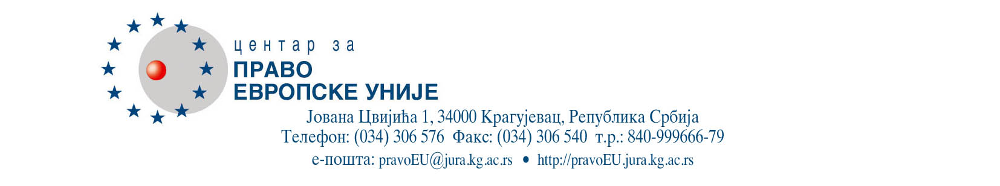 центар за
ПРАВО
ЕВРОПСКЕ УНИЈЕ
Јована Цвијића 1, 34000 Крагујевац, Република Србија
Телефон: (034) 306 576 Факс: (034) 306 540 т.р.: 840-999666-79
е-пошта: pravoEU@jura.kg.ac.rs • http://pravoEU.jura.kg.ac.rs